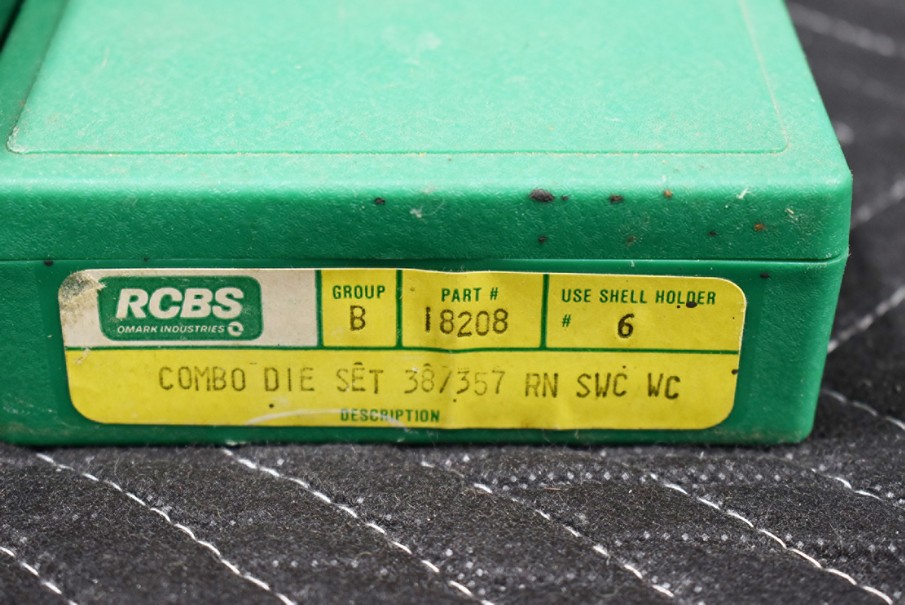 RCBS
OMARK INDUSTRIES
GROUP
B
PART #
18208
USE SHELL HOLDER
# 6
COMBO DIE SET 38/357 RN SWC WC
DESCRIPTION